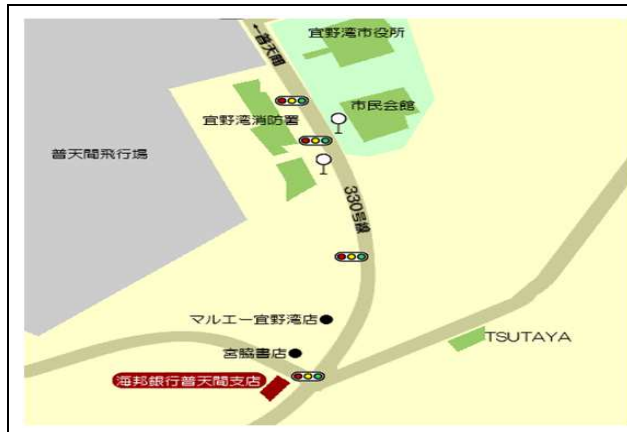 宜野湾市役所
←普天間
市民会館
宜野湾消防署
普天間飛行場
330号線
マルエー宜野湾店
TSUTAYA
宮脇書店
海邦銀行普天間支店